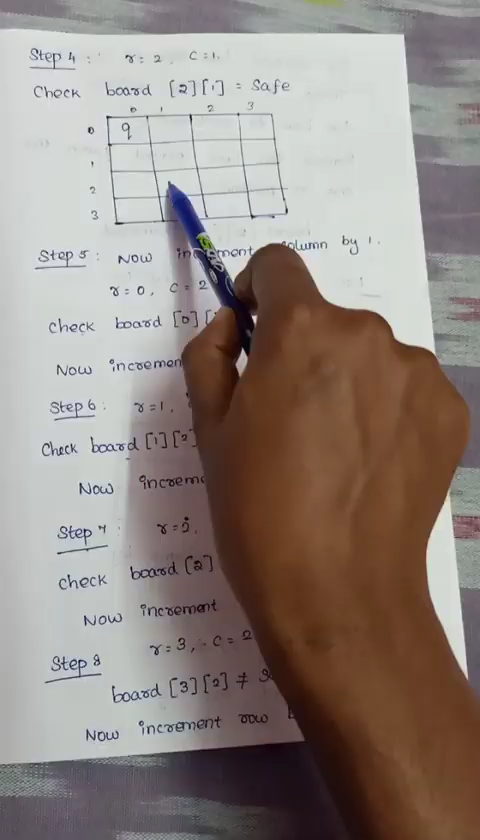 Step 4 : r = 2, C = 1.
Check board [2][1] = Safe
0 1 2 3
0 q
1
2
3
Step 5 : Now increment column by 1.
r = 0, C = 2
Check board [0][
Now increment
Step 6 : r = 1,
Check board [1][2]
Now increm
Step 7 : r = 2,
Check board [2]
Now increment
Step 8 r = 3, C = 2
board [3][2] ≠
Now increment row